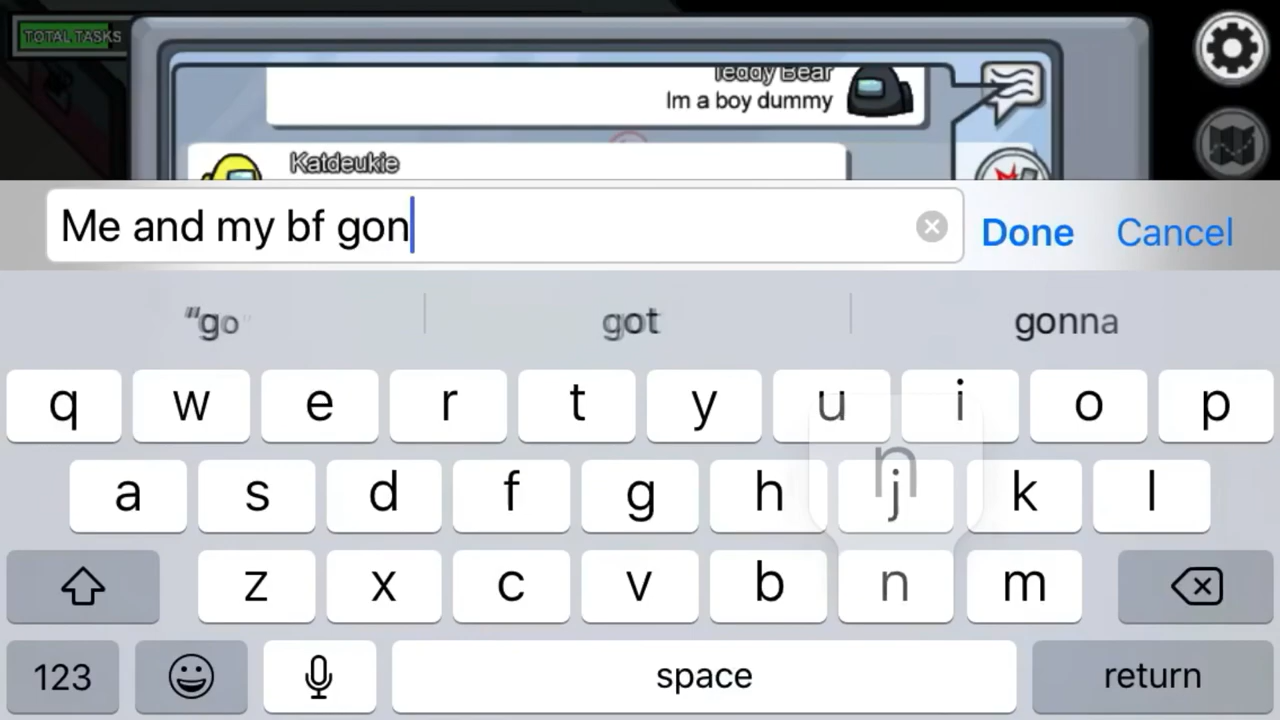 TOTAL TASKS
Teddy Bear
Im a boy dummy
Katdeukie
Me and my bf gon
Done
Cancel
"go"
got
gonna
q w e r t y u i o p
n
a s d f g h j k l
z x c v b n m
123
space
return